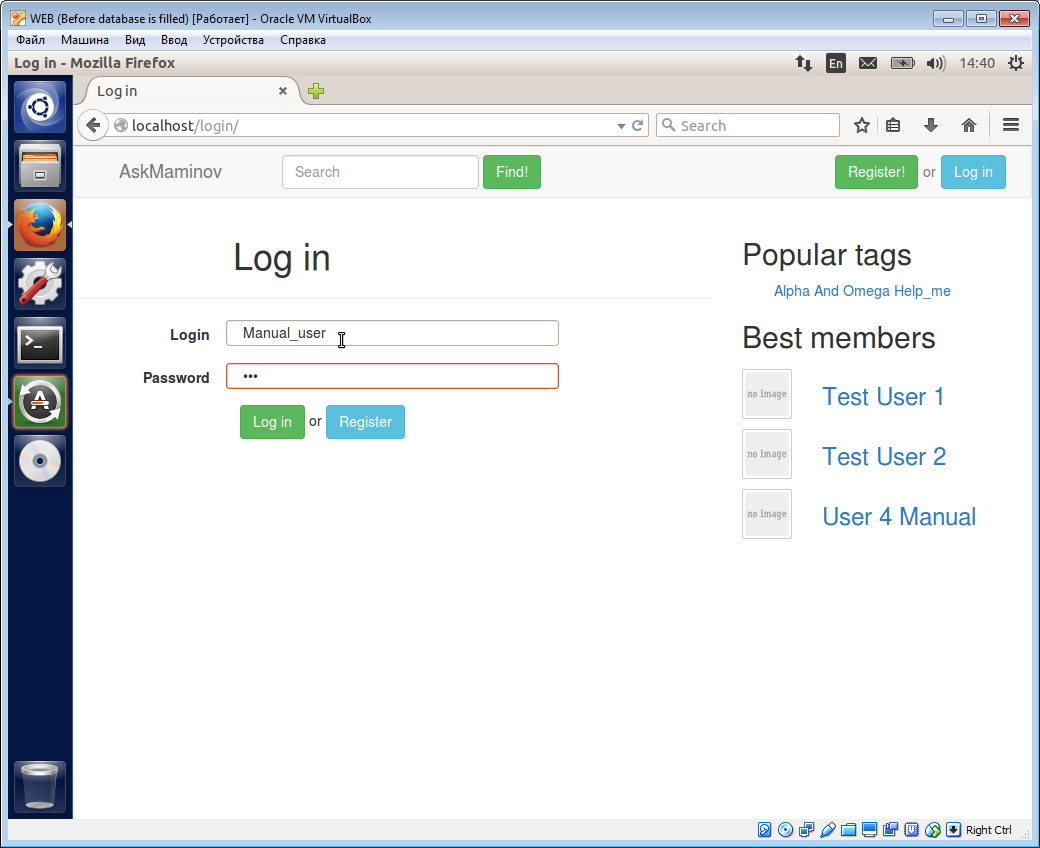 WEB (Before database is filled) [Работает] - Oracle VM VirtualBox
Файл Машина Вид Ввод Устройства Справка
Log in - Mozilla Firefox
En 14:40
Log in
localhost/login/ Search
AskMaminov Search Find! Register! or Log in
Log in
Login Manual_user
Password •••
Log in or Register
Popular tags
Alpha And Omega Help_me
Best members
no image Test User 1
no image Test User 2
no image User 4 Manual
Right Ctrl